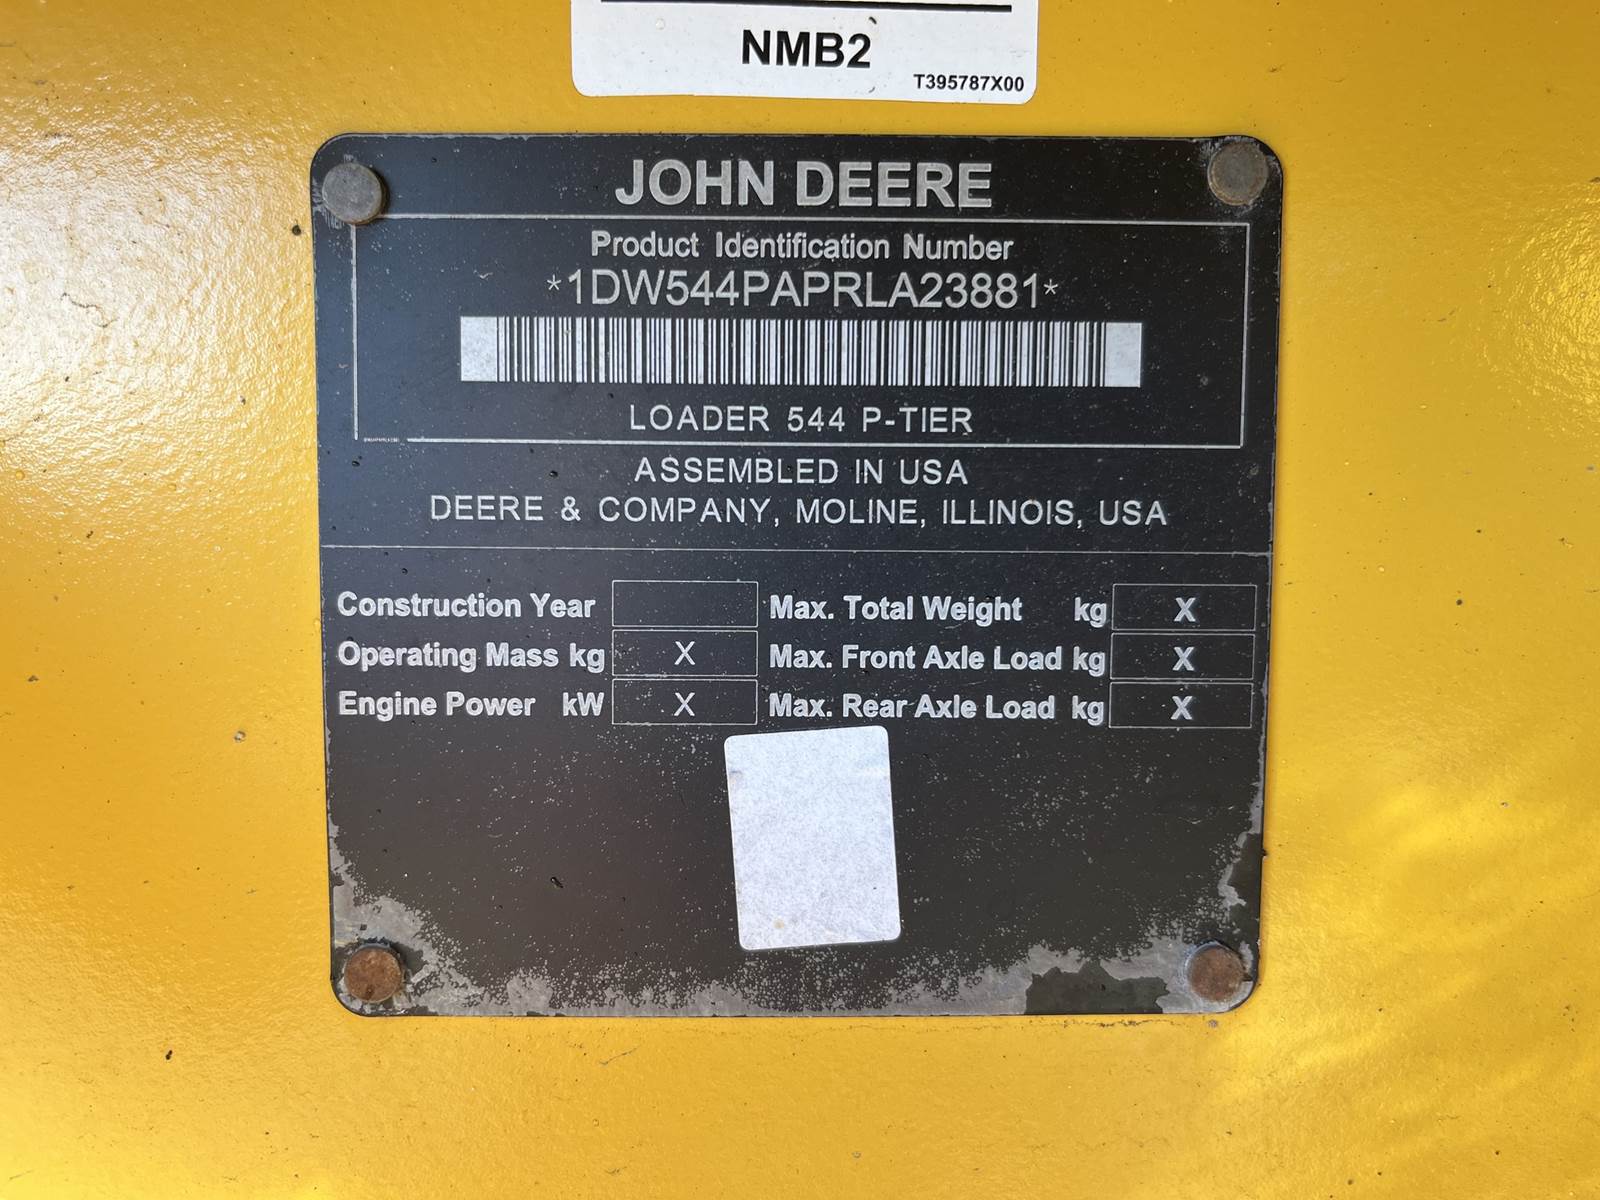 NMB2
T395787X00
JOHN DEERE
Product Identification Number
*1DW544PAPRLA23881*
LOADER 544 P-TIER
ASSEMBLED IN USA
DEERE & COMPANY, MOLINE, ILLINOIS, USA
Construction Year
Max. Total Weight kg X
Operating Mass kg X
Max. Front Axle Load kg X
Engine Power kW X
Max. Rear Axle Load kg X